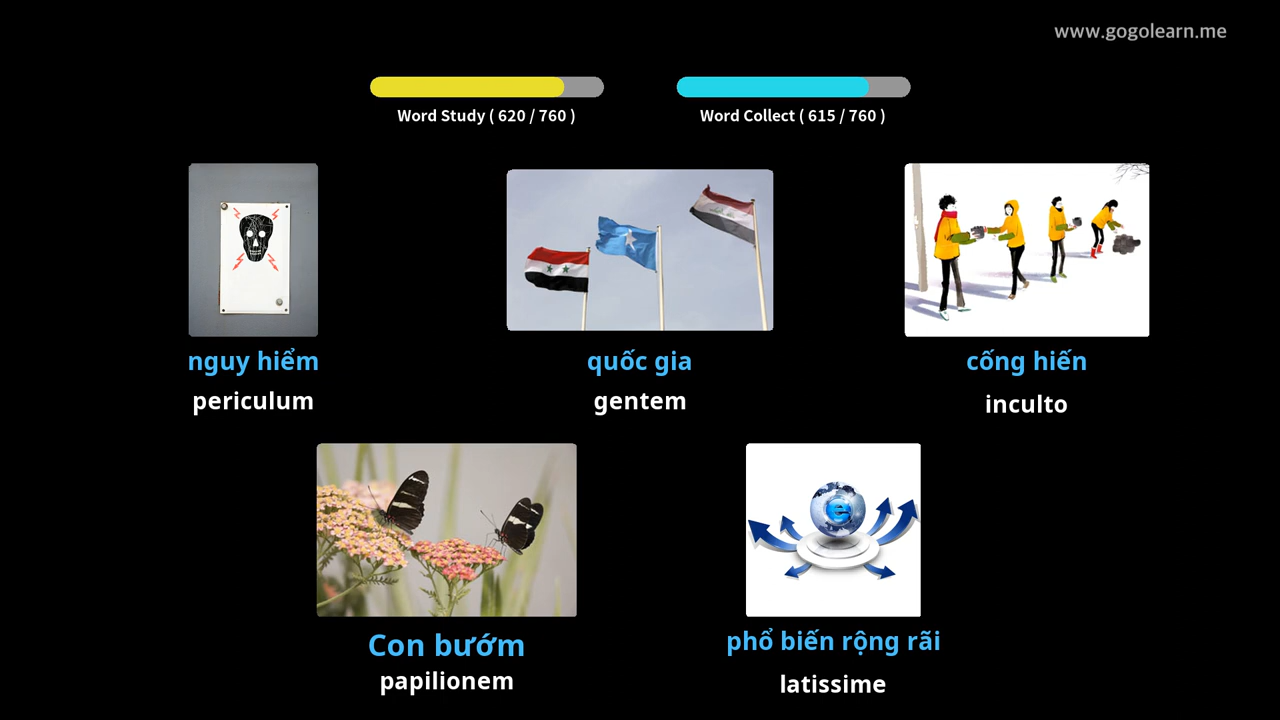 www.gogolearn.me
Word Study ( 620 / 760 )
Word Collect ( 615 / 760 )
nguy hiểm
quốc gia
cống hiến
periculum
gentem
inculto
e
Con bướm
phổ biến rộng rãi
papilionem
latissime